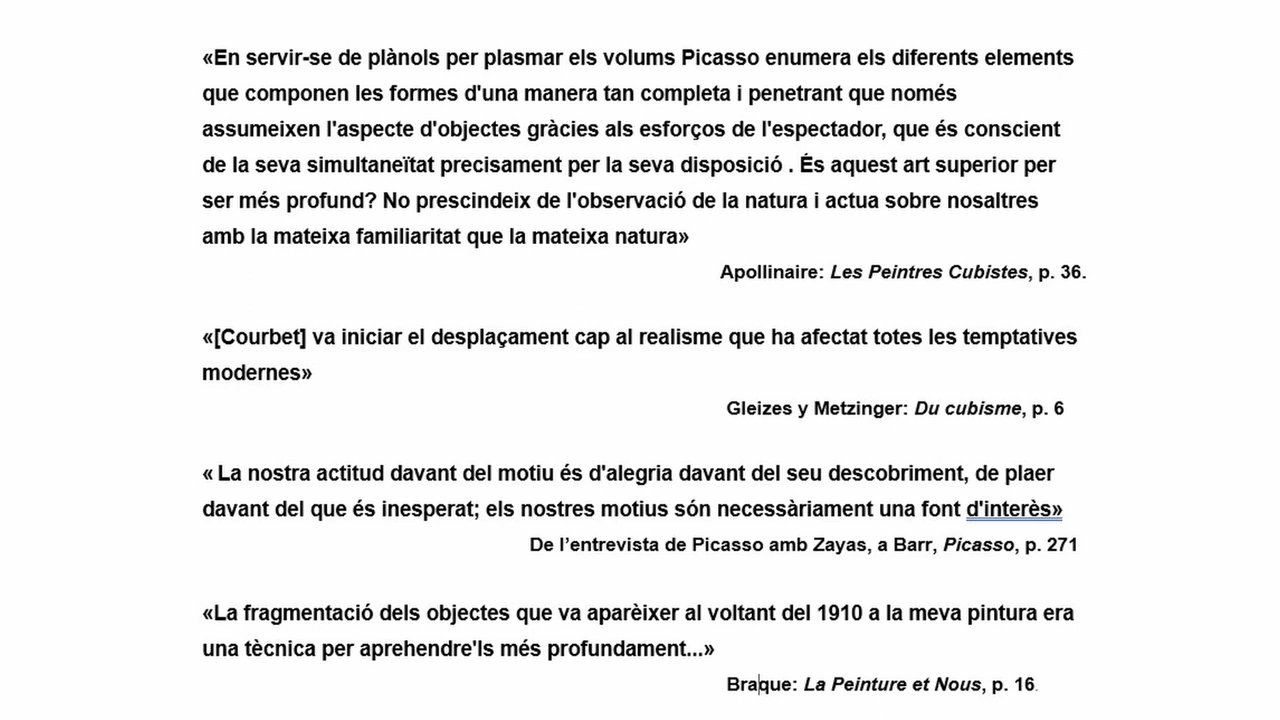 «En servir-se de plànols per plasmar els volums Picasso enumera els diferents elements
que componen les formes d'una manera tan completa i penetrant que només
assumeixen l'aspecte d'objectes gràcies als esforços de l'espectador, que és conscient
de la seva simultaneïtat precisament per la seva disposició . És aquest art superior per
ser més profund? No prescindeix de l'observació de la natura i actua sobre nosaltres
amb la mateixa familiaritat que la mateixa natura»
Apollinaire: Les Peintres Cubistes, p. 36.
«[Courbet] va iniciar el desplaçament cap al realisme que ha afectat totes les temptatives
modernes»
Gleizes y Metzinger: Du cubisme, p. 6
« La nostra actitud davant del motiu és d'alegria davant del seu descobriment, de plaer
davant del que és inesperat; els nostres motius són necessàriament una font d'interès»
De l’entrevista de Picasso amb Zayas, a Barr, Picasso, p. 271
«La fragmentació dels objectes que va aparèixer al voltant del 1910 a la meva pintura era
una tècnica per aprehendre'ls més profundament...»
Braque: La Peinture et Nous, p. 16.